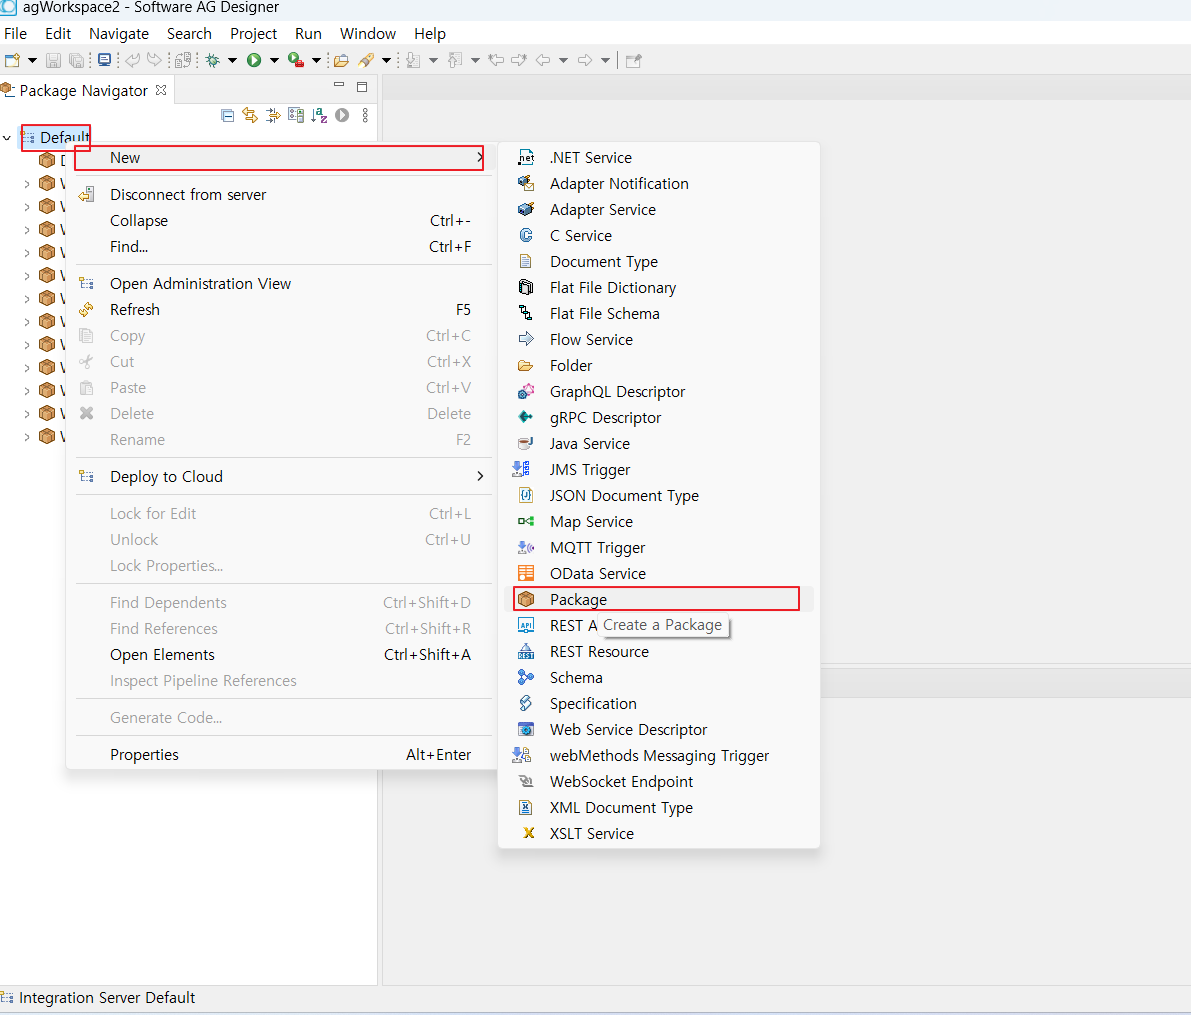 agWorkspace2 - Software AG Designer
File Edit Navigate Search Project Run Window Help
Package Navigator
Default
New
Disconnect from server
Collapse Ctrl+-
Find... Ctrl+F
Open Administration View
Refresh F5
Copy Ctrl+C
Cut Ctrl+X
Paste Ctrl+V
Delete Delete
Rename F2
Deploy to Cloud
Lock for Edit Ctrl+L
Unlock Ctrl+U
Lock Properties...
Find Dependents Ctrl+Shift+D
Find References Ctrl+Shift+R
Open Elements Ctrl+Shift+A
Inspect Pipeline References
Generate Code...
Properties Alt+Enter
.NET Service
Adapter Notification
Adapter Service
C Service
Document Type
Flat File Dictionary
Flat File Schema
Flow Service
Folder
GraphQL Descriptor
gRPC Descriptor
Java Service
JMS Trigger
JSON Document Type
Map Service
MQTT Trigger
OData Service
Package
REST A
Create a Package
REST Resource
Schema
Specification
Web Service Descriptor
webMethods Messaging Trigger
WebSocket Endpoint
XML Document Type
XSLT Service
Integration Server Default